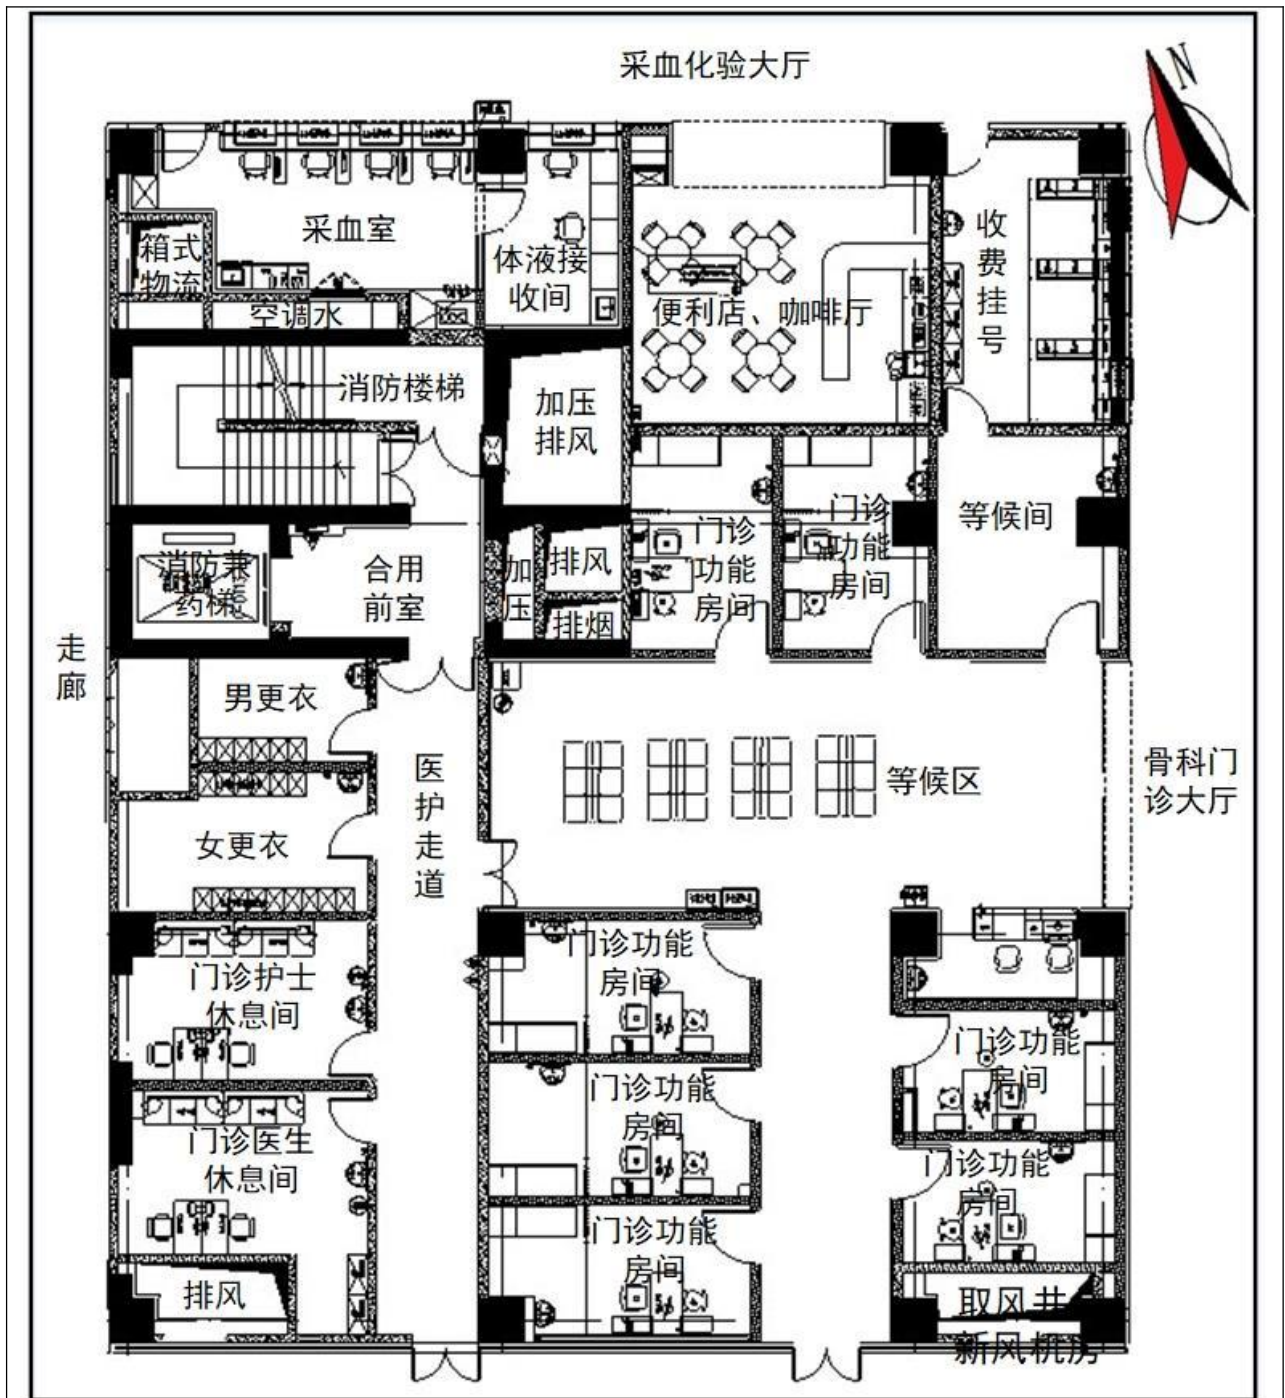 采血化验大厅
N
采血室
箱式
物流
体液接
收间
空调水
便利店、咖啡厅
收费挂号
消防楼梯
加压
排风
等候间
门诊
功能
房间
门诊
功能
房间
消防兼
药梯
合用
前室
加压
排风
排烟
走廊
男更衣
医护走道
等候区
骨科门
诊大厅
女更衣
门诊护士
休息间
门诊功能
房间
门诊功能
房间
门诊医生
休息间
门诊功能
房间
门诊功能
房间
门诊功能
房间
排风
取风井
新风机房